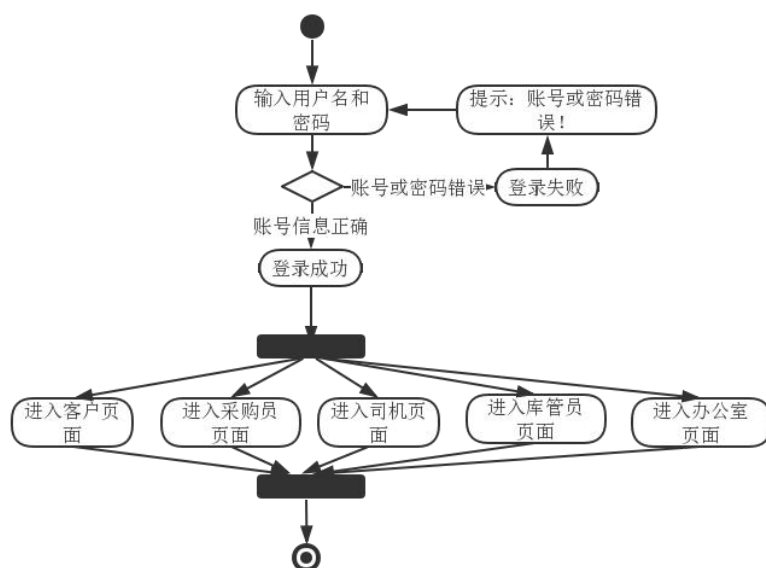 输入用户名和
密码
提示：账号或密码错
误！
账号或密码错误
登录失败
账号信息正确
登录成功
进入客户页
面
进入采购员
页面
进入司机页
面
进入库管员
页面
进入办公室
页面